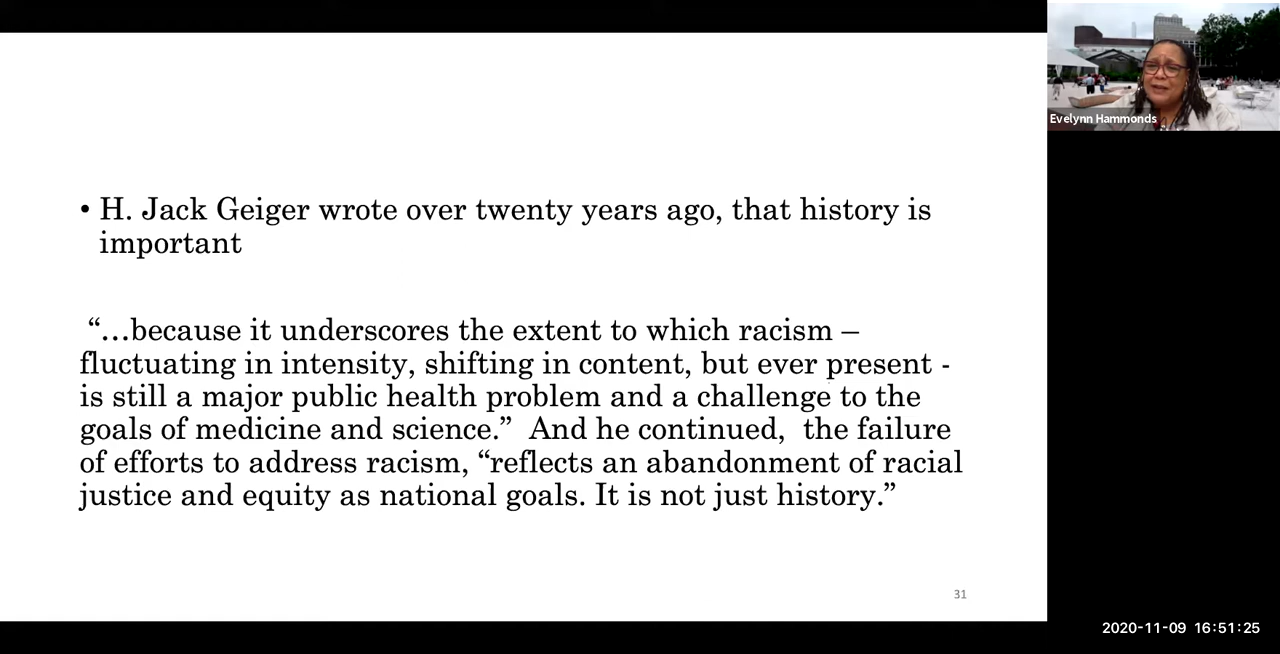 • H. Jack Geiger wrote over twenty years ago, that history is
important
“…because it underscores the extent to which racism –
fluctuating in intensity, shifting in content, but ever present -
is still a major public health problem and a challenge to the
goals of medicine and science.”  And he continued,  the failure
of efforts to address racism, “reflects an abandonment of racial
justice and equity as national goals. It is not just history.”
31
Evelynn Hammonds
2020-11-09 16:51:25